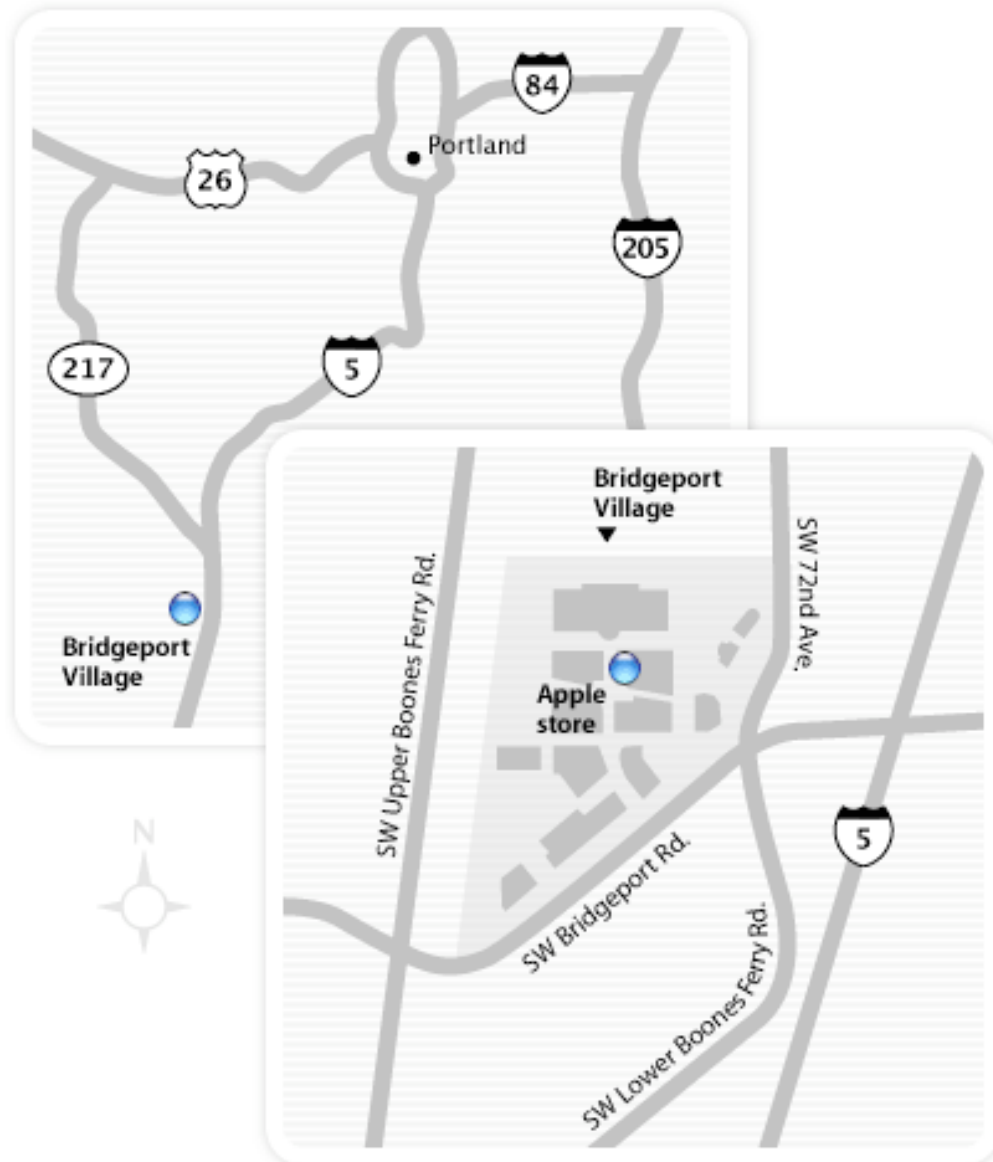 84
Portland
26
205
217
5
Bridgeport
Village
Bridgeport
Village
SW 72nd Ave.
SW Upper Boones Ferry Rd.
Apple
store
5
SW Bridgeport Rd.
SW Lower Boones Ferry Rd.
N